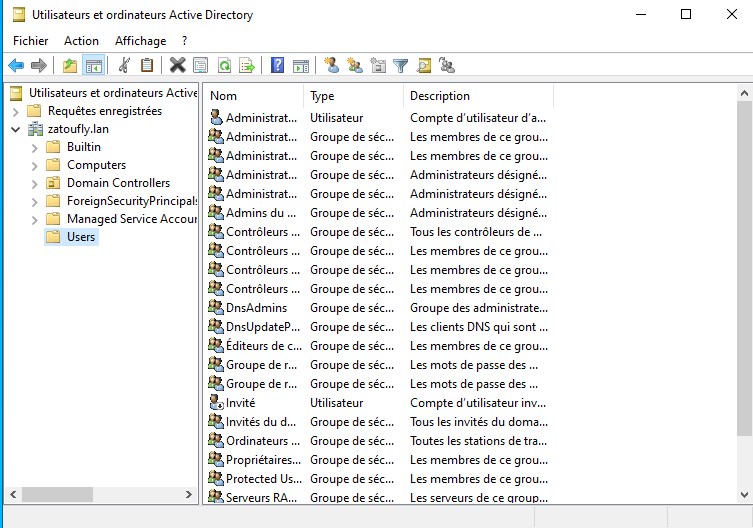 Utilisateurs et ordinateurs Active Directory
Fichier Action Affichage ?
Utilisateurs et ordinateurs Active
Requêtes enregistrées
zatoufly.lan
Builtin
Computers
Domain Controllers
ForeignSecurityPrincipals
Managed Service Accour
Users
Nom Type Description
Administrat... Utilisateur Compte d'utilisateur d'a...
Administrat... Groupe de séc... Les membres de ce grou...
Administrat... Groupe de séc... Les membres de ce grou...
Administrat... Groupe de séc... Administrateurs désigné...
Administrat... Groupe de séc... Administrateurs désigné...
Admins du ... Groupe de séc... Administrateurs désigné...
Contrôleurs ... Groupe de séc... Tous les contrôleurs de ...
Contrôleurs ... Groupe de séc... Les membres de ce grou...
Contrôleurs ... Groupe de séc... Les membres de ce grou...
Contrôleurs ... Groupe de séc... Les membres de ce grou...
DnsAdmins Groupe de séc... Groupe des administrate...
DnsUpdateP... Groupe de séc... Les clients DNS qui sont ...
Éditeurs de c... Groupe de séc... Les membres de ce grou...
Groupe de r... Groupe de séc... Les mots de passe des ...
Groupe de r... Groupe de séc... Les mots de passe des ...
Invité Utilisateur Compte d'utilisateur inv...
Invités du d... Groupe de séc... Tous les invités du doma...
Ordinateurs ... Groupe de séc... Toutes les stations de tra...
Propriétaires... Groupe de séc... Les membres de ce grou...
Protected Us... Groupe de séc... Les membres de ce grou...
Serveurs RA... Groupe de séc... Les serveurs de ce group...